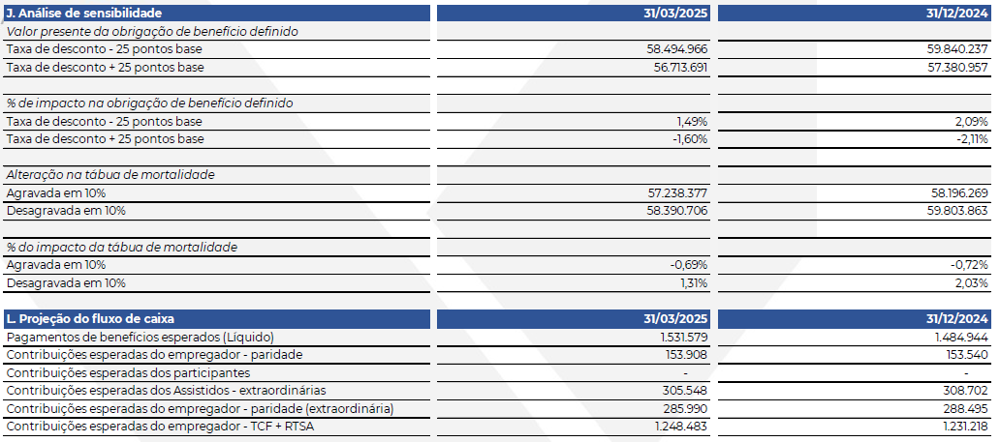 J. Análise de sensibilidade 31/03/2025 31/12/2024
Valor presente da obrigação de benefício definido
Taxa de desconto - 25 pontos base 58.494.966 59.840.237
Taxa de desconto + 25 pontos base 56.713.691 57.380.957
% de impacto na obrigação de benefício definido
Taxa de desconto - 25 pontos base 1,49% 2,09%
Taxa de desconto + 25 pontos base -1,60% -2,11%
Alteração na tábua de mortalidade
Agravada em 10% 57.238.377 58.196.269
Desagravada em 10% 58.390.706 59.803.863
% do impacto da tábua de mortalidade
Agravada em 10% -0,69% -0,72%
Desagravada em 10% 1,31% 2,03%
L. Projeção do fluxo de caixa 31/03/2025 31/12/2024
Pagamentos de benefícios esperados (Líquido) 1.531.579 1.484.944
Contribuições esperadas do empregador - paridade 153.908 153.540
Contribuições esperadas dos participantes - -
Contribuições esperadas dos Assistidos - extraordinárias 305.548 308.702
Contribuições esperadas do empregador - paridade (extraordinária) 285.990 288.495
Contribuições esperadas do empregador - TCF + RTSA 1.248.483 1.231.218